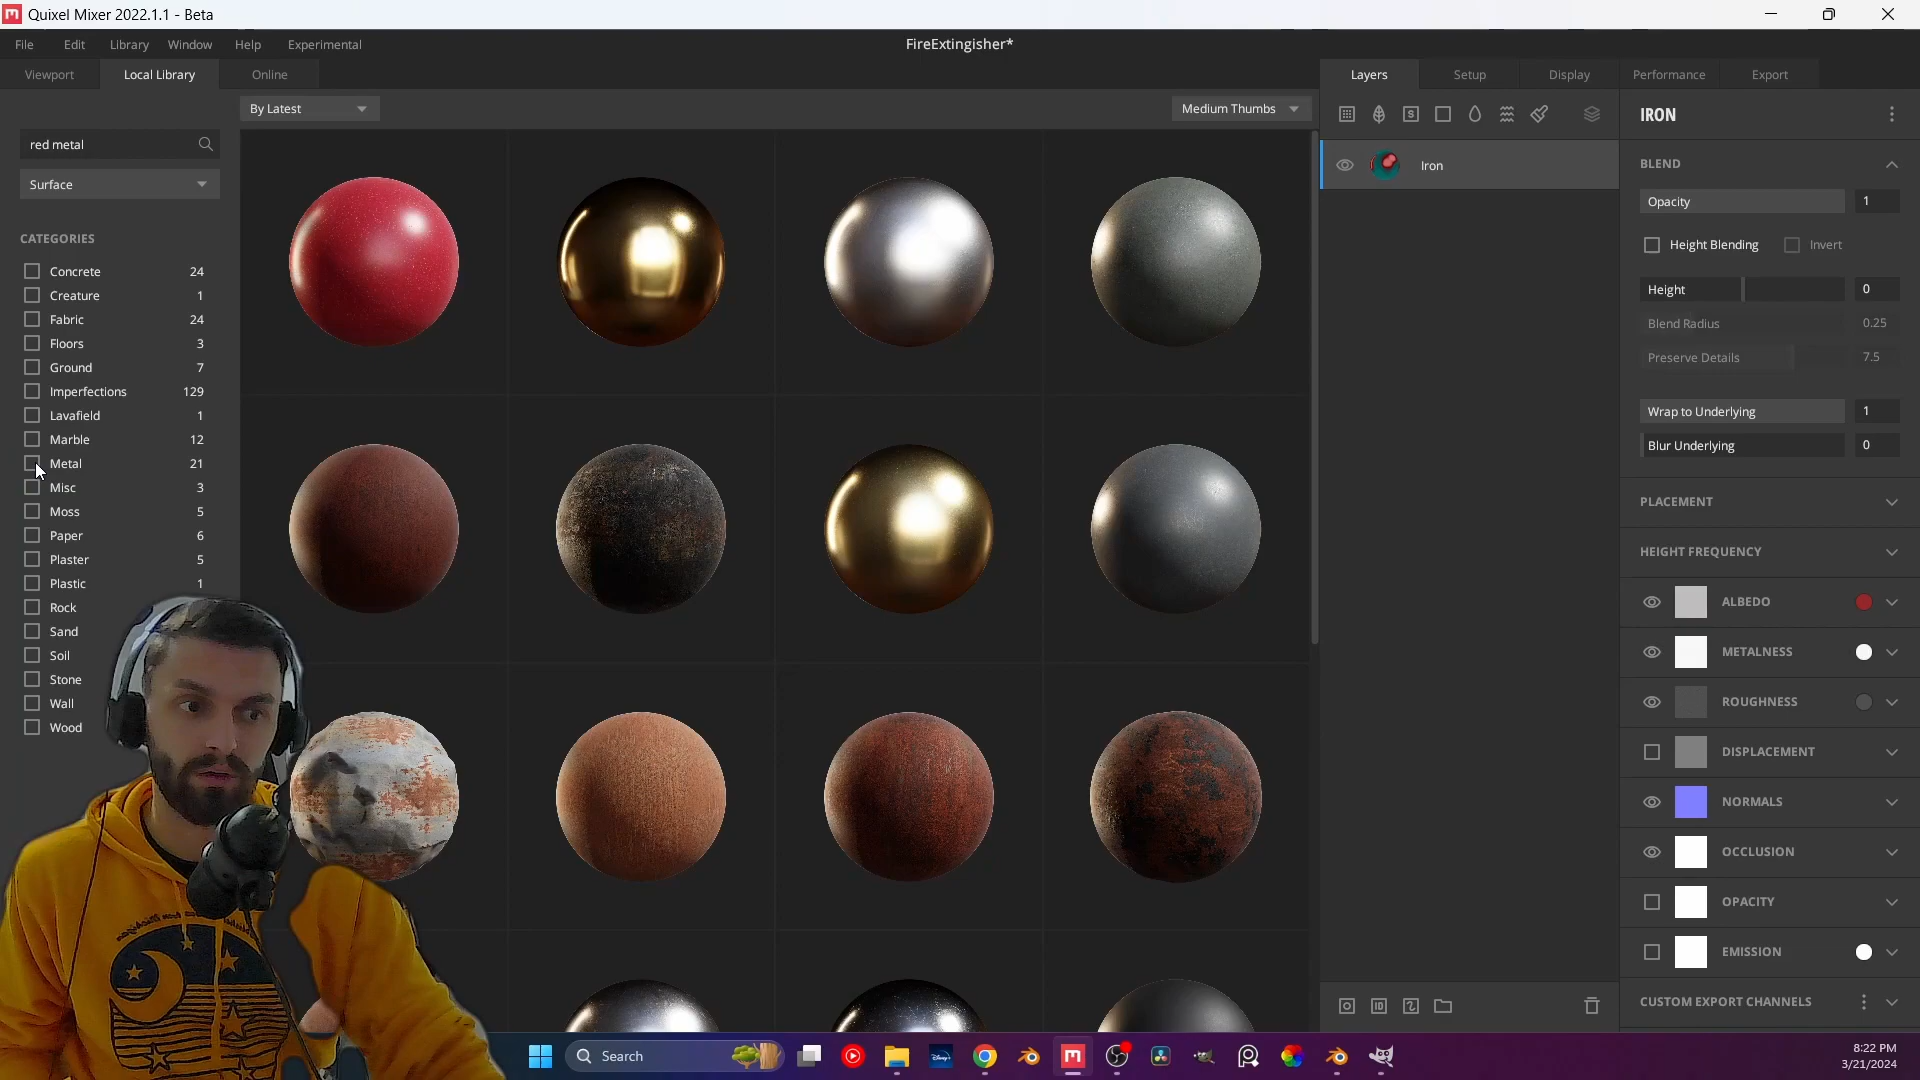 Quixel Mixer 2022.1.1 - Beta
File Edit Library Window Help Experimental
FireExtingisher*
Viewport Local Library Online
Layers Setup Display Performance Export
By Latest
Medium Thumbs
red metal
Surface
CATEGORIES
Concrete 24
Creature 1
Fabric 24
Floors 3
Ground 7
Imperfections 129
Lavafield 1
Marble 12
Metal 21
Misc 3
Moss 5
Paper 6
Plaster 5
Plastic 1
Rock
Sand
Soil
Stone
Wall
Wood
Iron
IRON
BLEND
Opacity 1
Height Blending Invert
Height 0
Blend Radius 0.25
Preserve Details 7.5
Wrap to Underlying 1
Blur Underlying 0
PLACEMENT
HEIGHT FREQUENCY
ALBEDO
METALNESS
ROUGHNESS
DISPLACEMENT
NORMALS
OCCLUSION
OPACITY
EMISSION
CUSTOM EXPORT CHANNELS
Search
8:22 PM
3/21/2024